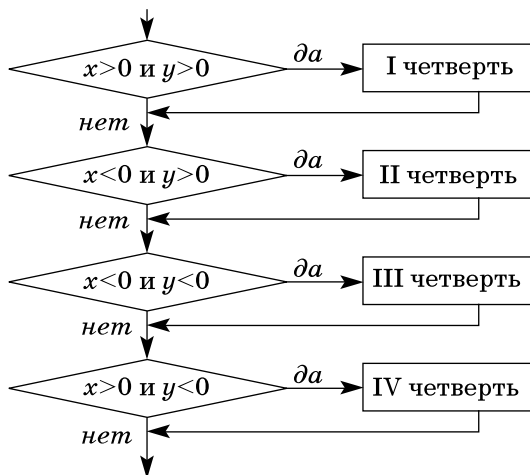 x>0 и y>0
да
I четверть
нет
x<0 и y>0
да
II четверть
нет
x<0 и y<0
да
III четверть
нет
x>0 и y<0
да
IV четверть
нет